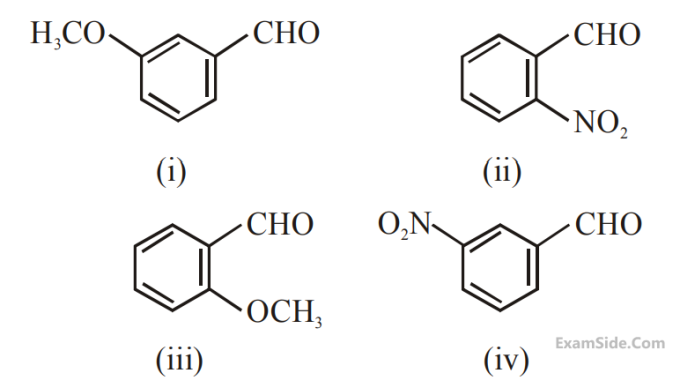 H₃CO CHO
CHO
NO₂
(i) (ii)
CHO
OCH₃
O₂N CHO
ExamSide.Com
(iii) (iv)